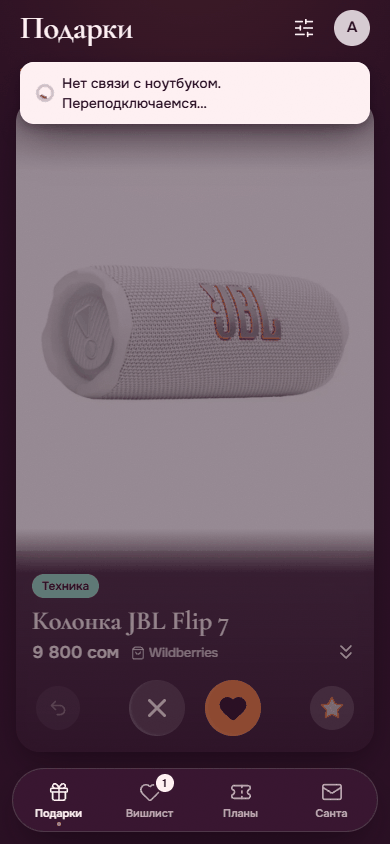 Подарки
A
Нет связи с ноутбуком.
Переподключаемся...
JBL
Техника
Колонка JBL Flip 7
9 800 сом Wildberries
1
Подарки Вишлист Планы Санта